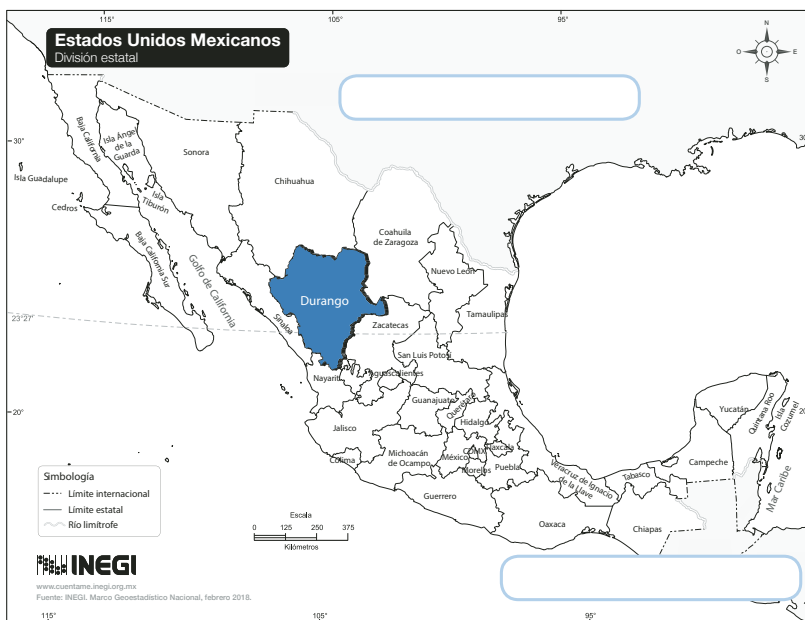 115°
105°
95°
Estados Unidos Mexicanos
División estatal
N
O
E
S
30°
30
Baja California
Isla Ángel
de la
Guarda
Sonora
Chihuahua
Isla Guadalupe
Cedros
Isla
Tiburón
Coahuila
de Zaragoza
Baja California Sur
Golfo de California
Nuevo León
Durango
Tamaulipas
23°27'
Sinaloa
Zacatecas
San Luis Potosí
Nayarit
Aguascalientes
20°
20
Guanajuato
Querétaro
Hidalgo
Yucatán
Quintana Roo
Isla
Cozumel
Jalisco
Colima
Michoacán
de Ocampo
México
CDMX
Tlaxcala
Morelos
Puebla
Veracruz de Ignacio
de la Llave
Tabasco
Campeche
Mar Caribe
Guerrero
Oaxaca
Chiapas
Simbología
Límite internacional
Límite estatal
Río limítrofe
Escala
0 125 250 375
Kilómetros
INEGI
www.cuentame.inegi.org.mx
Fuente: INEGI. Marco Geoestadístico Nacional, febrero 2018.
115°
105°
95°